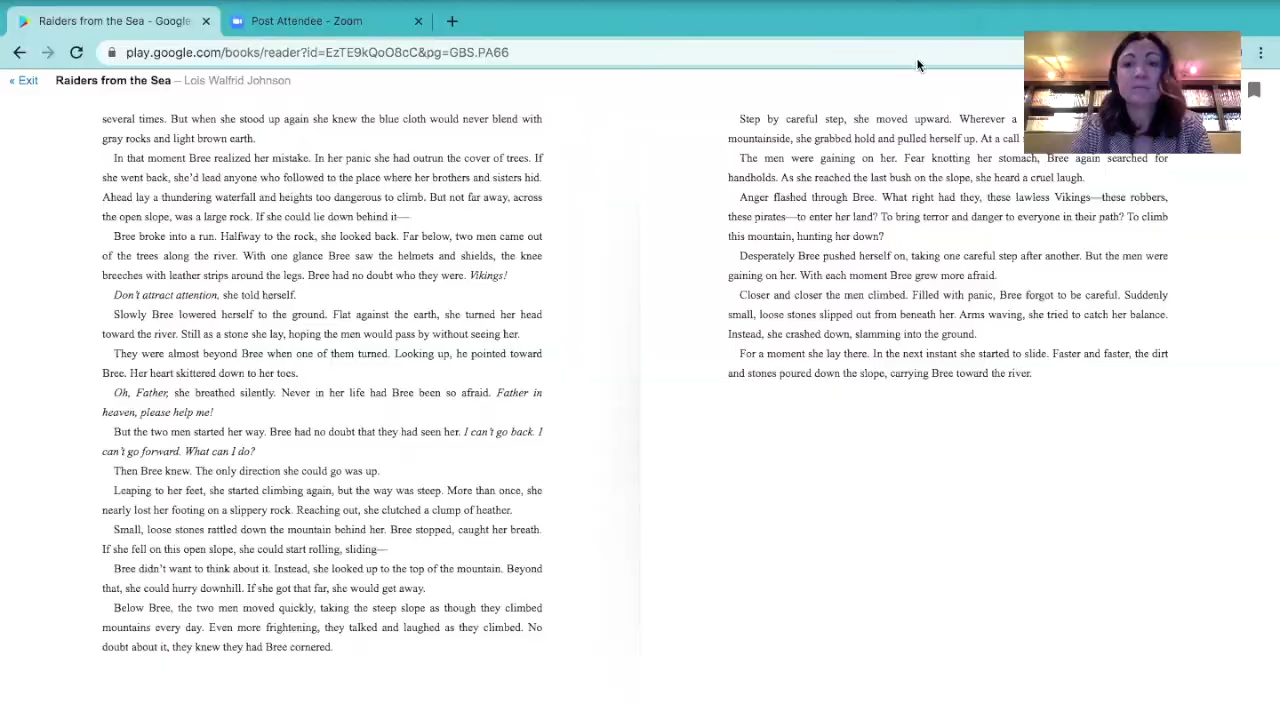 Raiders from the Sea - Google
Post Attendee - Zoom
play.google.com/books/reader?id=EzTE9kQoO8cC&pg=GBS.PA66
« Exit Raiders from the Sea – Lois Walfrid Johnson
several times. But when she stood up again she knew the blue cloth would never blend with
gray rocks and light brown earth.
In that moment Bree realized her mistake. In her panic she had outrun the cover of trees. If
she went back, she’d lead anyone who followed to the place where her brothers and sisters hid.
Ahead lay a thundering waterfall and heights too dangerous to climb. But not far away, across
the open slope, was a large rock. If she could lie down behind it—
Bree broke into a run. Halfway to the rock, she looked back. Far below, two men came out
of the trees along the river. With one glance Bree saw the helmets and shields, the knee
breeches with leather strips around the legs. Bree had no doubt who they were. Vikings!
Don’t attract attention, she told herself.
Slowly Bree lowered herself to the ground. Flat against the earth, she turned her head
toward the river. Still as a stone she lay, hoping the men would pass by without seeing her.
They were almost beyond Bree when one of them turned. Looking up, he pointed toward
Bree. Her heart skittered down to her toes.
Oh, Father, she breathed silently. Never in her life had Bree been so afraid. Father in
heaven, please help me!
But the two men started her way. Bree had no doubt that they had seen her. I can’t go back. I
can’t go forward. What can I do?
Then Bree knew. The only direction she could go was up.
Leaping to her feet, she started climbing again, but the way was steep. More than once, she
nearly lost her footing on a slippery rock. Reaching out, she clutched a clump of heather.
Small, loose stones rattled down the mountain behind her. Bree stopped, caught her breath.
If she fell on this open slope, she could start rolling, sliding—
Bree didn’t want to think about it. Instead, she looked up to the top of the mountain. Beyond
that, she could hurry downhill. If she got that far, she would get away.
Below Bree, the two men moved quickly, taking the steep slope as though they climbed
mountains every day. Even more frightening, they talked and laughed as they climbed. No
doubt about it, they knew they had Bree cornered.
Step by careful step, she moved upward. Wherever a
mountainside, she grabbed hold and pulled herself up. At a call
The men were gaining on her. Fear knotting her stomach, Bree again searched for
handholds. As she reached the last bush on the slope, she heard a cruel laugh.
Anger flashed through Bree. What right had they, these lawless Vikings—these robbers,
these pirates—to enter her land? To bring terror and danger to everyone in their path? To climb
this mountain, hunting her down?
Desperately Bree pushed herself on, taking one careful step after another. But the men were
gaining on her. With each moment Bree grew more afraid.
Closer and closer the men climbed. Filled with panic, Bree forgot to be careful. Suddenly
small, loose stones slipped out from beneath her. Arms waving, she tried to catch her balance.
Instead, she crashed down, slamming into the ground.
For a moment she lay there. In the next instant she started to slide. Faster and faster, the dirt
and stones poured down the slope, carrying Bree toward the river.